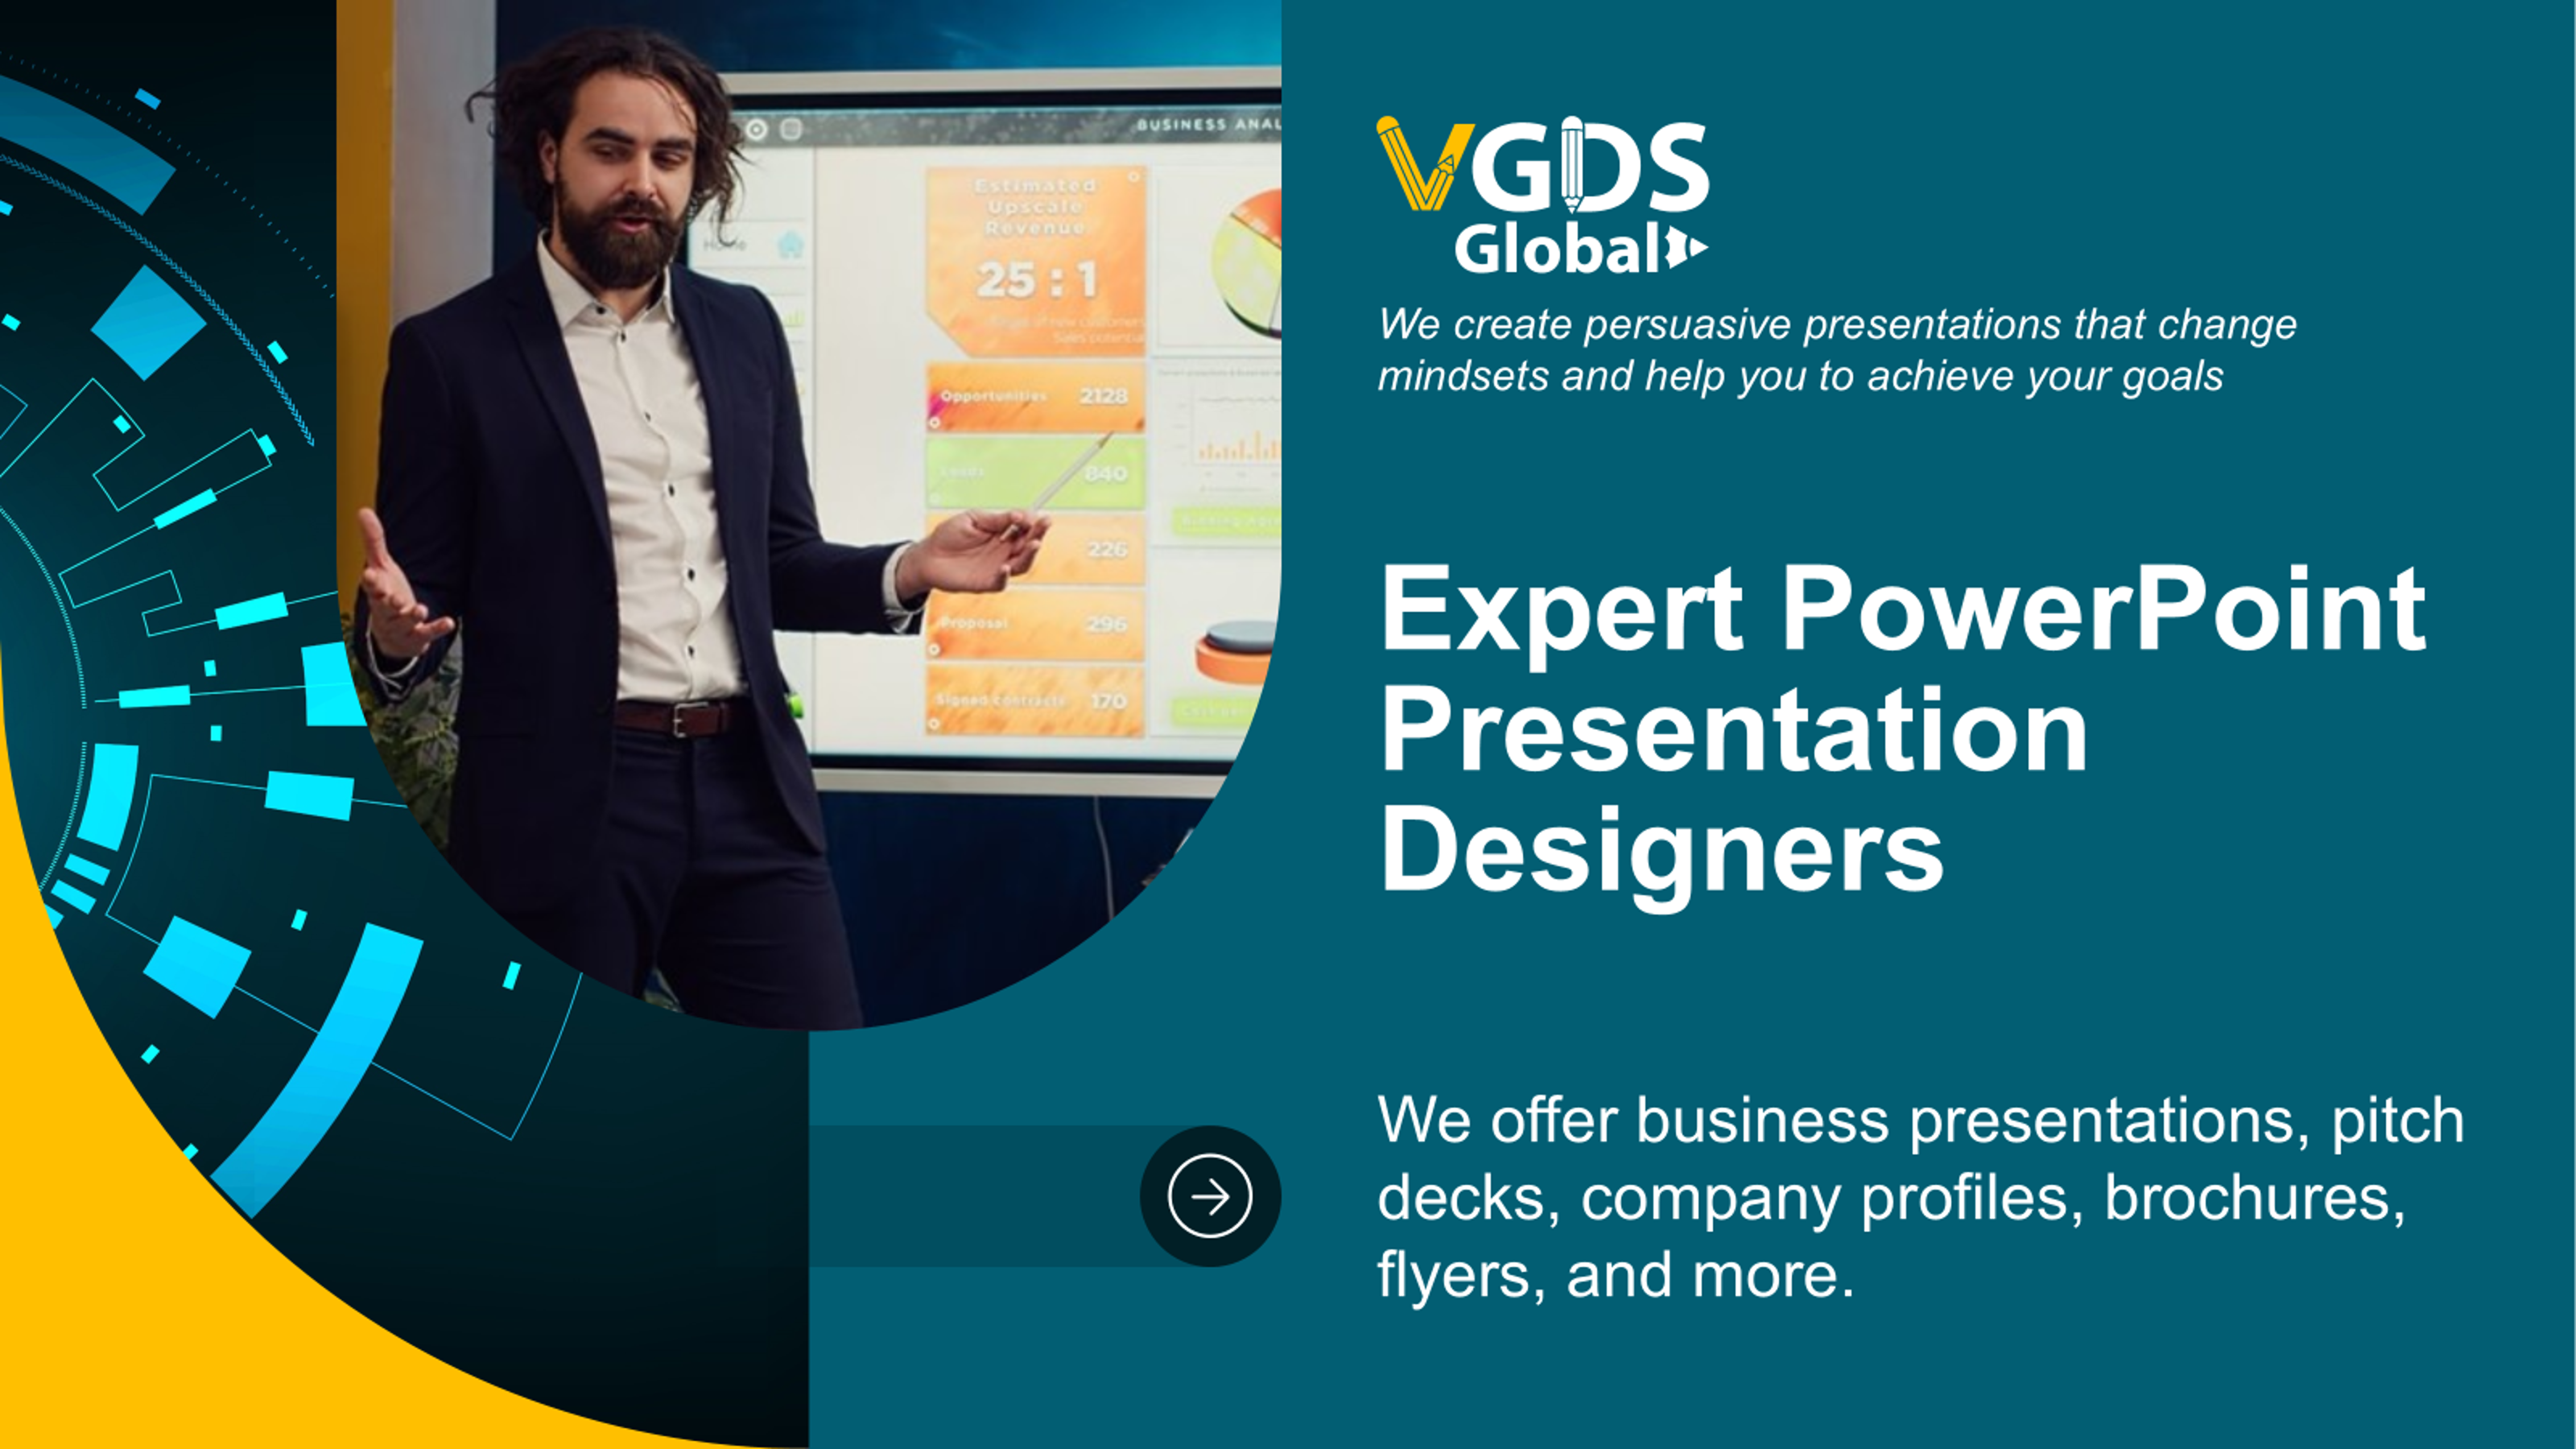 VGDS
Global
We create persuasive presentations that change
mindsets and help you to achieve your goals
Expert PowerPoint
Presentation
Designers
We offer business presentations, pitch
decks, company profiles, brochures,
flyers, and more.
BUSINESS ANAL
Estimated
Upscale
Revenue
25 : 1
Home
Opportunities 2128
840
226
Proposal 296
Signed contracts 170